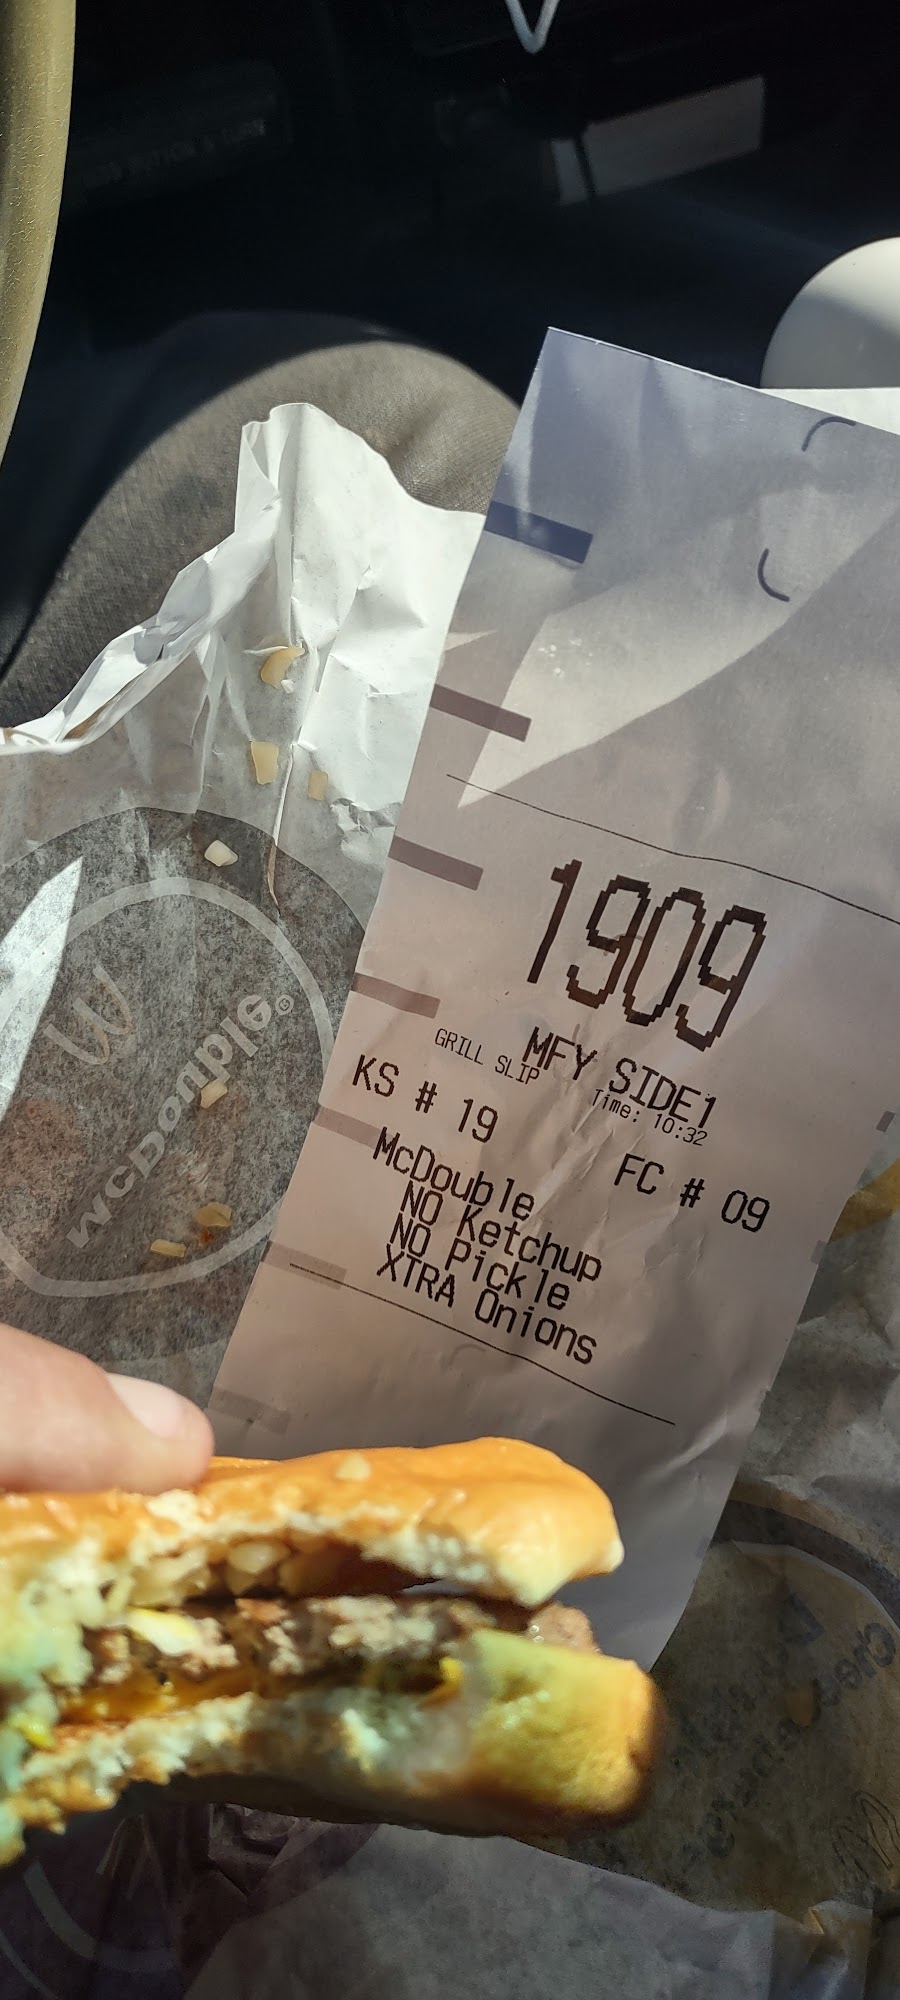 1909
MFY SIDE1
GRILL SLIP
Time: 10:32
KS # 19
FC # 09
McDouble
NO Ketchup
NO Pickle
XTRA Onions
McDonald's®